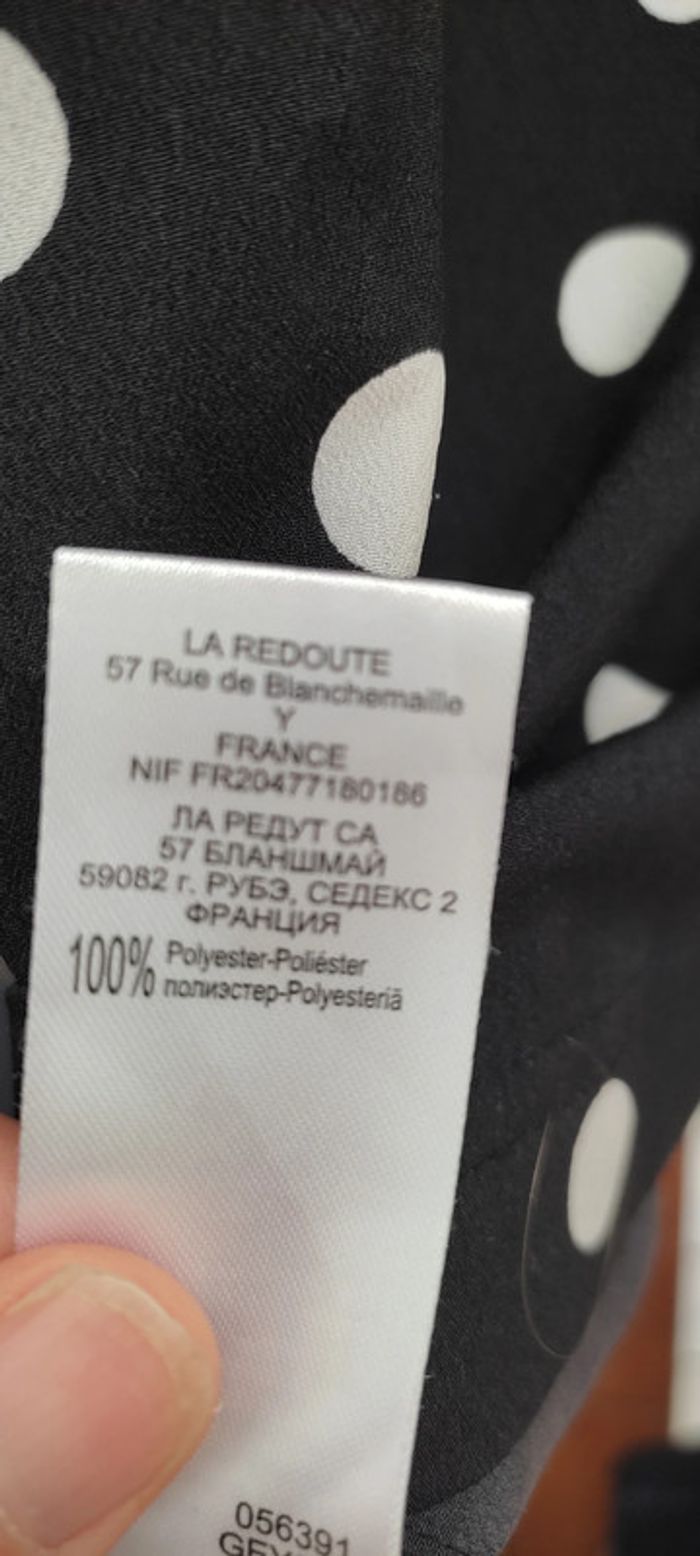 LA REDOUTE
57 Rue de Blanchemaille
Y
FRANCE
NIF FR20477180186
ЛА РЕДУТ СА
57 БЛАНШМАЙ
59082 г. РУБЭ, СЕДЕКС 2
ФРАНЦИЯ
100% Polyester-Poliéster
полиэстер-Polyesteriä
056391